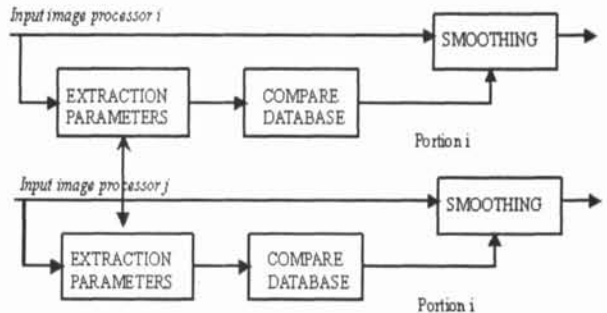 Input image processor i
SMOOTHING
EXTRACTION
PARAMETERS
COMPARE
DATABASE
Portion i
Input image processor j
SMOOTHING
EXTRACTION
PARAMETERS
COMPARE
DATABASE
Portion i